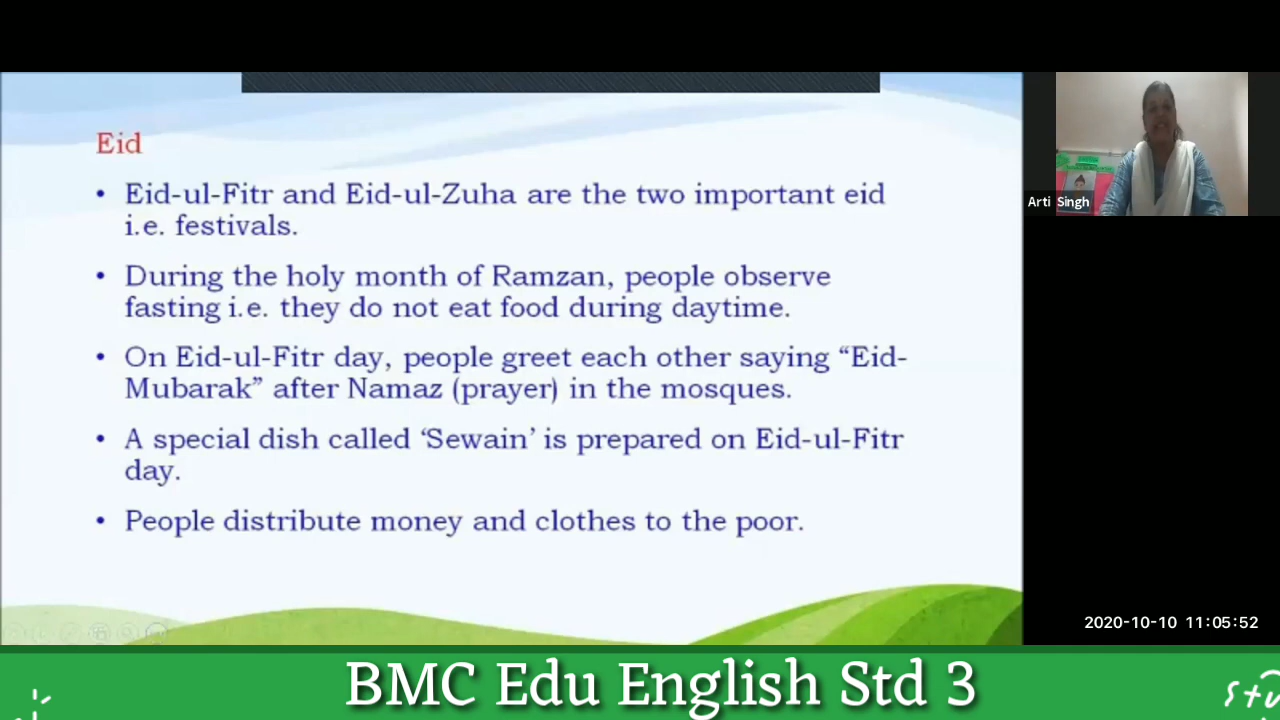 Eid
• Eid-ul-Fitr and Eid-ul-Zuha are the two important eid
i.e. festivals.
• During the holy month of Ramzan, people observe
fasting i.e. they do not eat food during daytime.
• On Eid-ul-Fitr day, people greet each other saying “Eid-
Mubarak” after Namaz (prayer) in the mosques.
• A special dish called ‘Sewain’ is prepared on Eid-ul-Fitr
day.
• People distribute money and clothes to the poor.
Arti Singh
2020-10-10 11:05:52
BMC Edu English Std 3